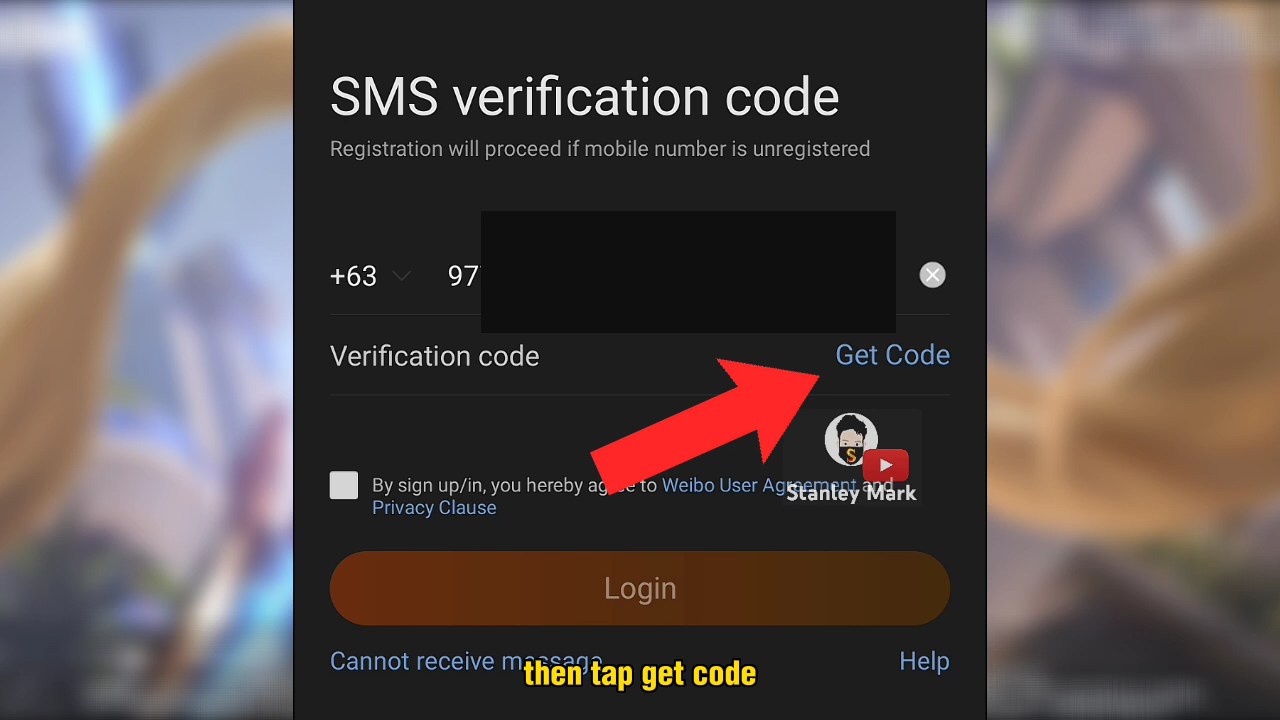 SMS verification code
Registration will proceed if mobile number is unregistered
+63 97
Verification code Get Code
By sign up/in, you hereby agree to Weibo User Agreement and
Privacy Clause
Stanley Mark
Login
Cannot receive message Help
then tap get code